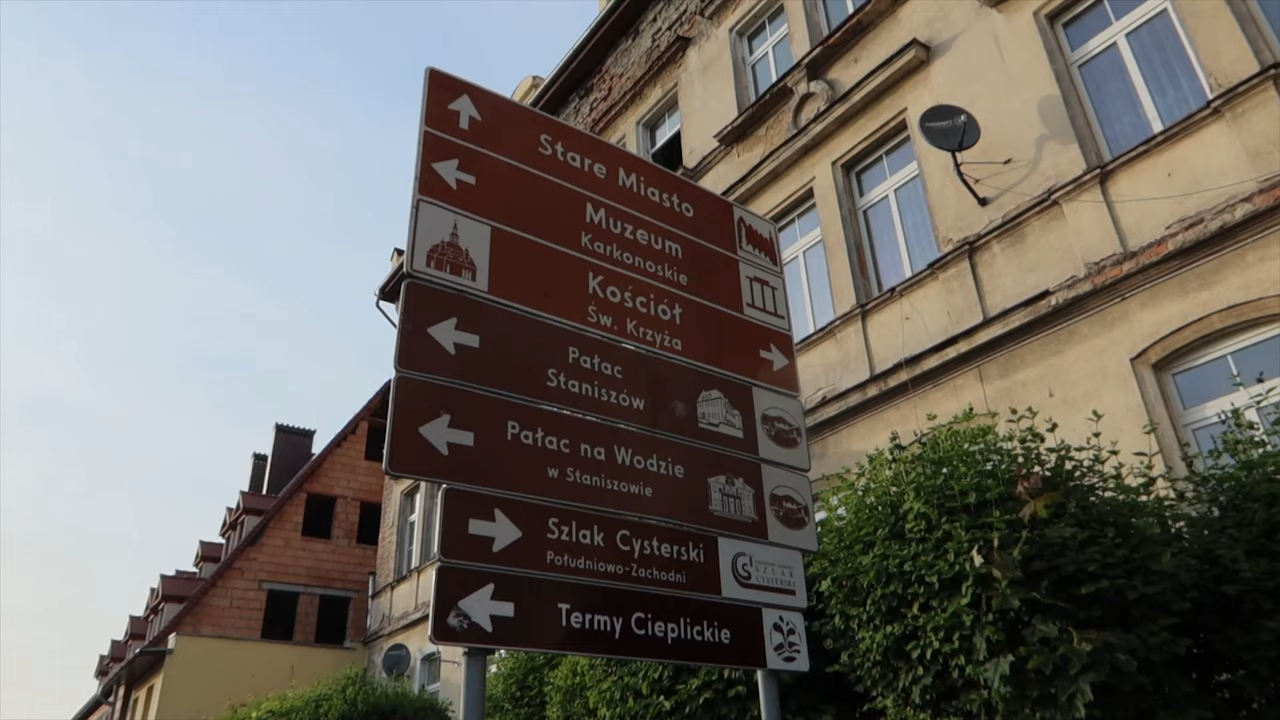 Stare Miasto
Muzeum
Karkonoskie
Kościół
Św. Krzyża
Pałac
Staniszów
Pałac na Wodzie
w Staniszowie
Szlak Cysterski
Południowo-Zachodni
SZLAK
CYSTERSKI
Termy Cieplickie